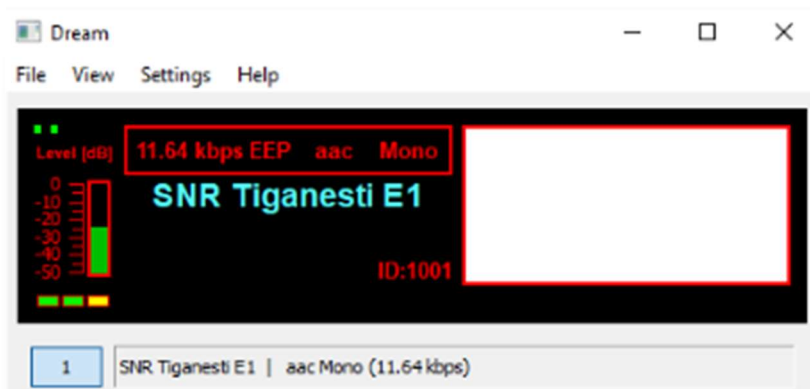 Dream
File View Settings Help
Level [dB]
11.64 kbps EEP aac Mono
SNR Tiganesti E1
0
-10
-20
-30
-40
-50
ID:1001
1
SNR Tiganesti E1 | aac Mono (11.64 kbps)